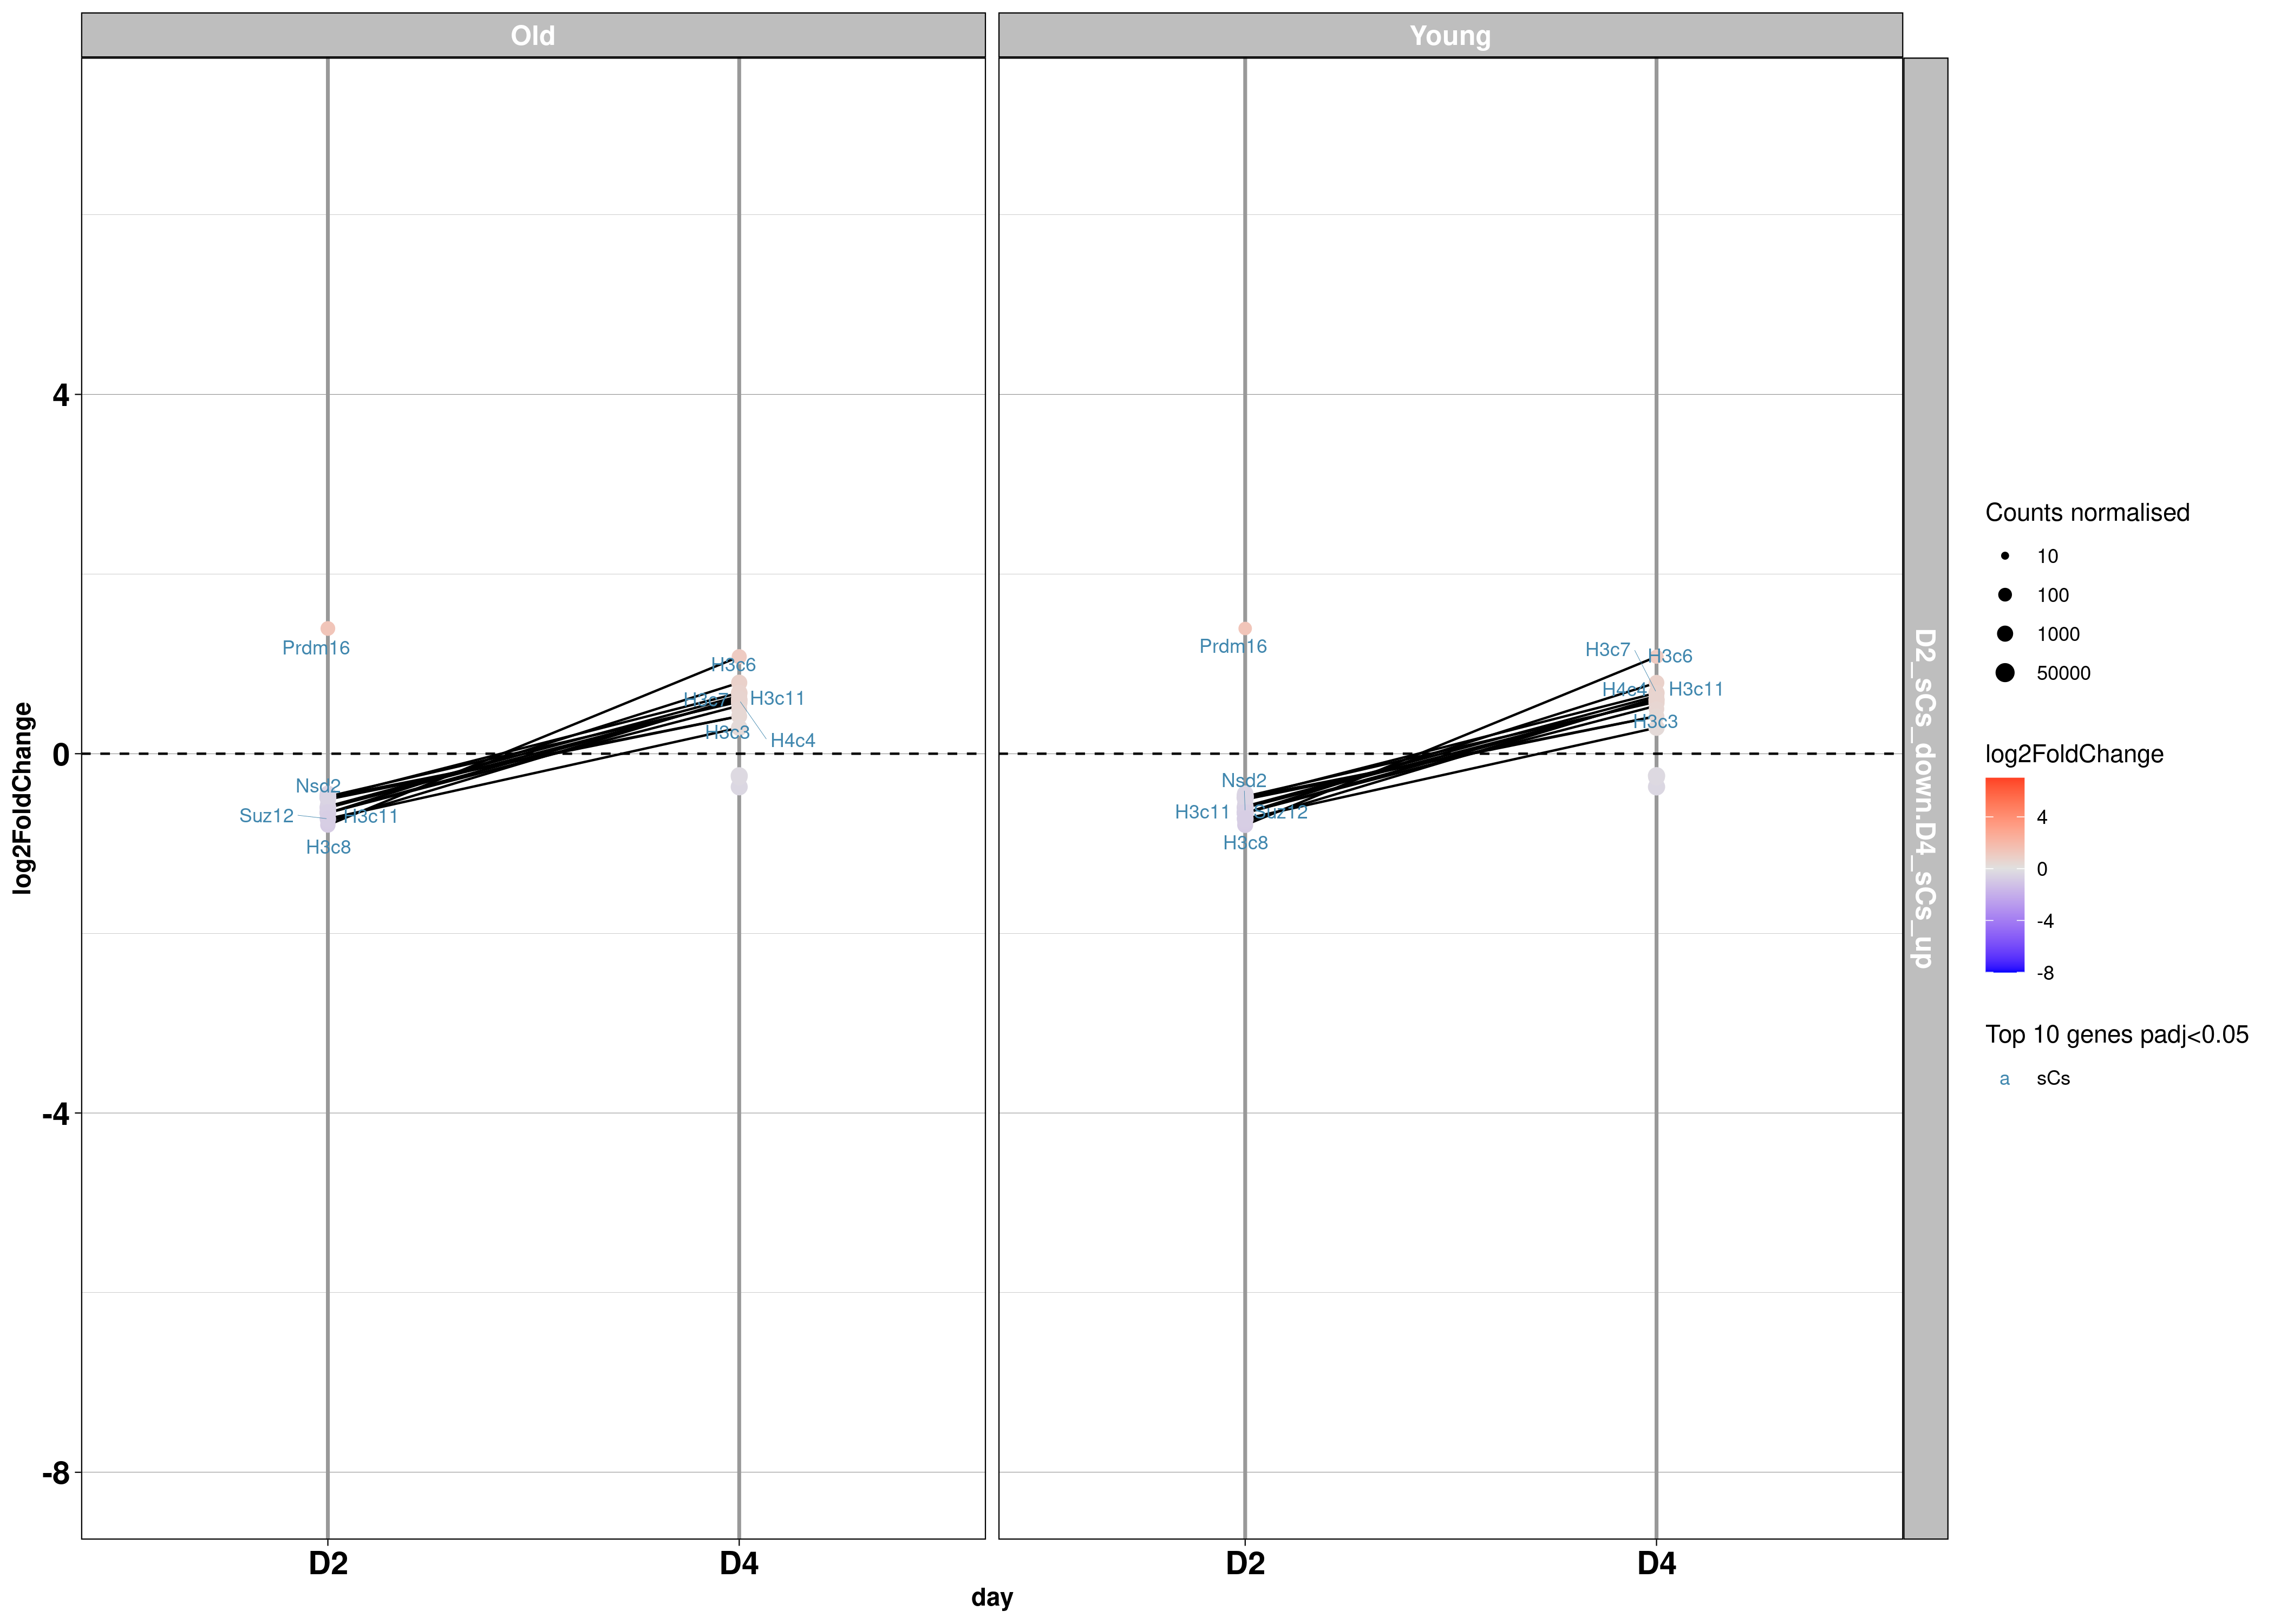 Old
Young
D2_sCs_down.D4_sCs_up
log2FoldChange
4
0
-4
-8
Prdm16
Nsd2
Suz12
H3c11
H3c8
H3c6
H3c7
H3c11
H3c3
H4c4
Prdm16
Nsd2
H3c11
Suz12
H3c8
H3c7
H3c6
H4c4
H3c11
H3c3
D2
D4
D2
D4
day
Counts normalised
10
100
1000
50000
log2FoldChange
4
0
-4
-8
Top 10 genes padj<0.05
a sCs